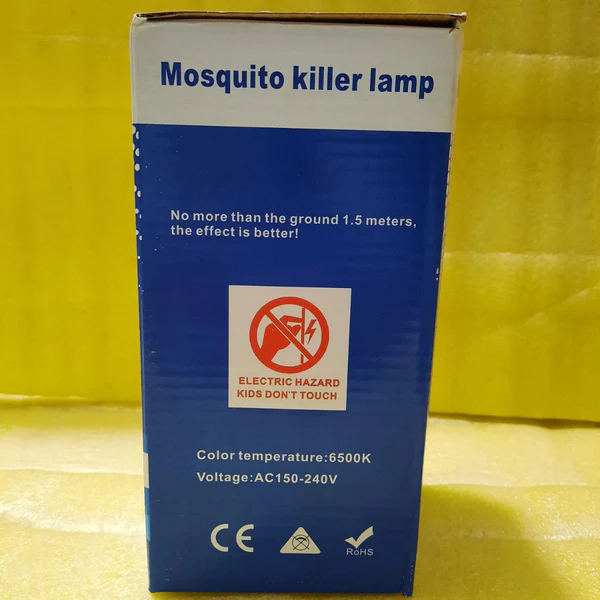 Mosquito killer lamp
No more than the ground 1.5 meters,
the effect is better!
ELECTRIC HAZARD
KIDS DON'T TOUCH
Color temperature:6500K
Voltage:AC150-240V
CE
RoHS